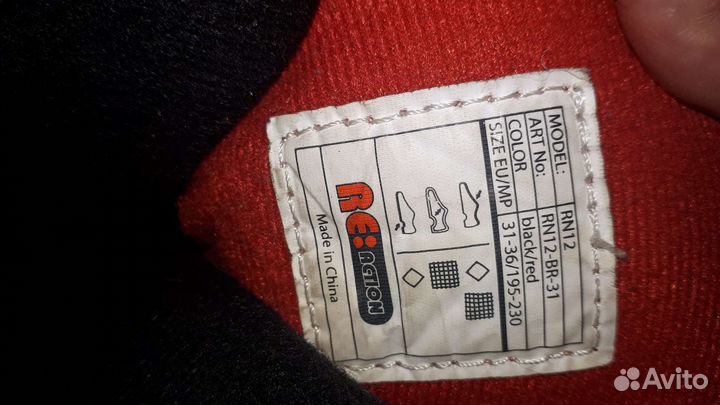 MODEL: RN12
ART No: RN12-BR-31
COLOR black/red
SIZE EU/MP 31-36/195-230
RE:ACTION
Made in China
Avito